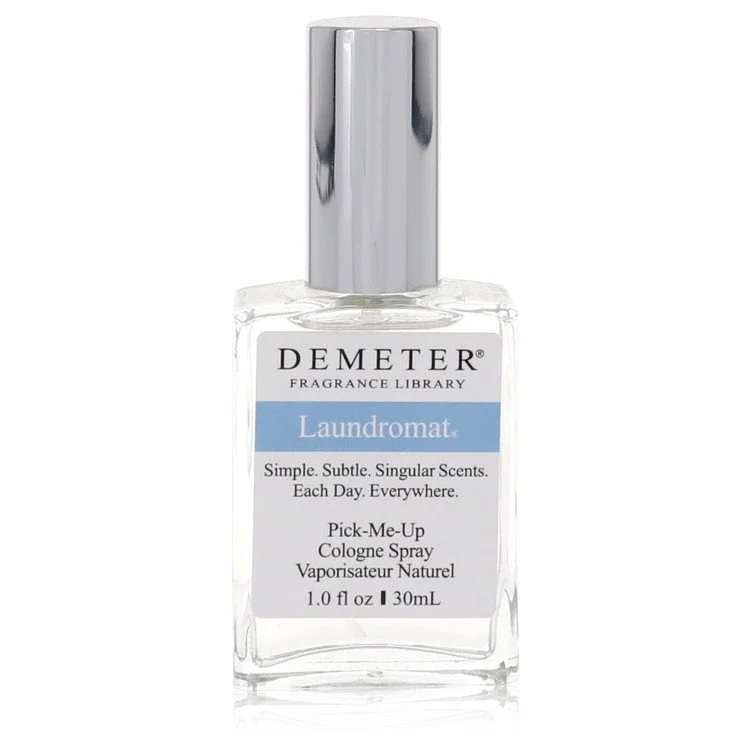 DEMETER®
FRAGRANCE LIBRARY
Laundromat®
Simple. Subtle. Singular Scents.
Each Day. Everywhere.
Pick-Me-Up
Cologne Spray
Vaporisateur Naturel
1.0 fl oz 30mL